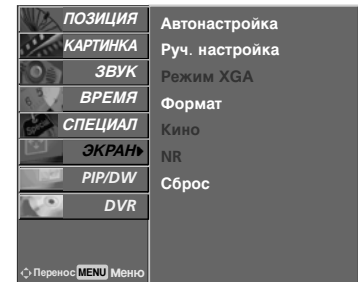 ПОЗИЦИЯ
КАРТИНКА
ЗВУК
ВРЕМЯ
СПЕЦИАЛ
ЭКРАН
PIP/DW
DVR
Перенос MENU Меню
Автонастройка
Руч. настройка
Режим XGA
Формат
Кино
NR
Сброс